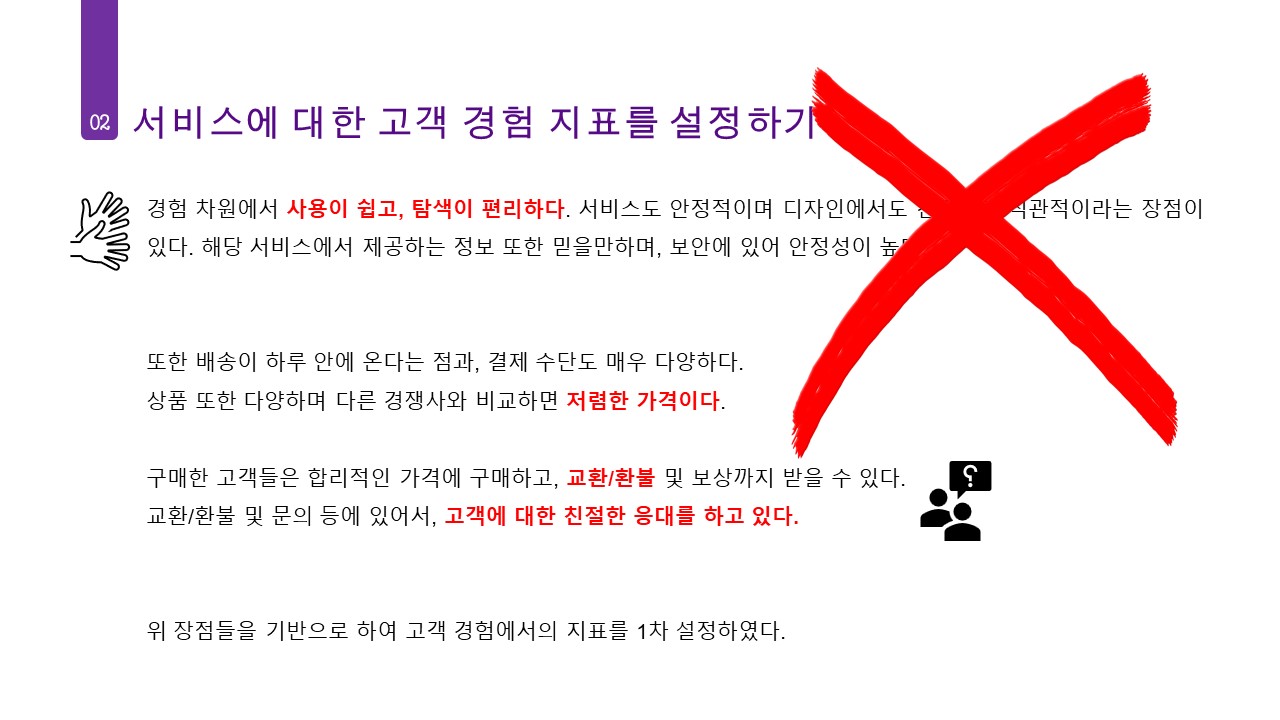 02 서비스에 대한 고객 경험 지표를 설정하기
경험 차원에서 사용이 쉽고, 탐색이 편리하다. 서비스도 안정적이며 디자인에서도 장점이
있다. 해당 서비스에서 제공하는 정보 또한 믿을만하며, 보안에 있어 안정성이
또한 배송이 하루 안에 온다는 점과, 결제 수단도 매우 다양하다.
상품 또한 다양하며 다른 경쟁사와 비교하면 저렴한 가격이다.
구매한 고객들은 합리적인 가격에 구매하고, 교환/환불 및 보상까지 받을 수 있다.
교환/환불 및 문의 등에 있어서, 고객에 대한 친절한 응대를 하고 있다.
위 장점들을 기반으로 하여 고객 경험에서의 지표를 1차 설정하였다.